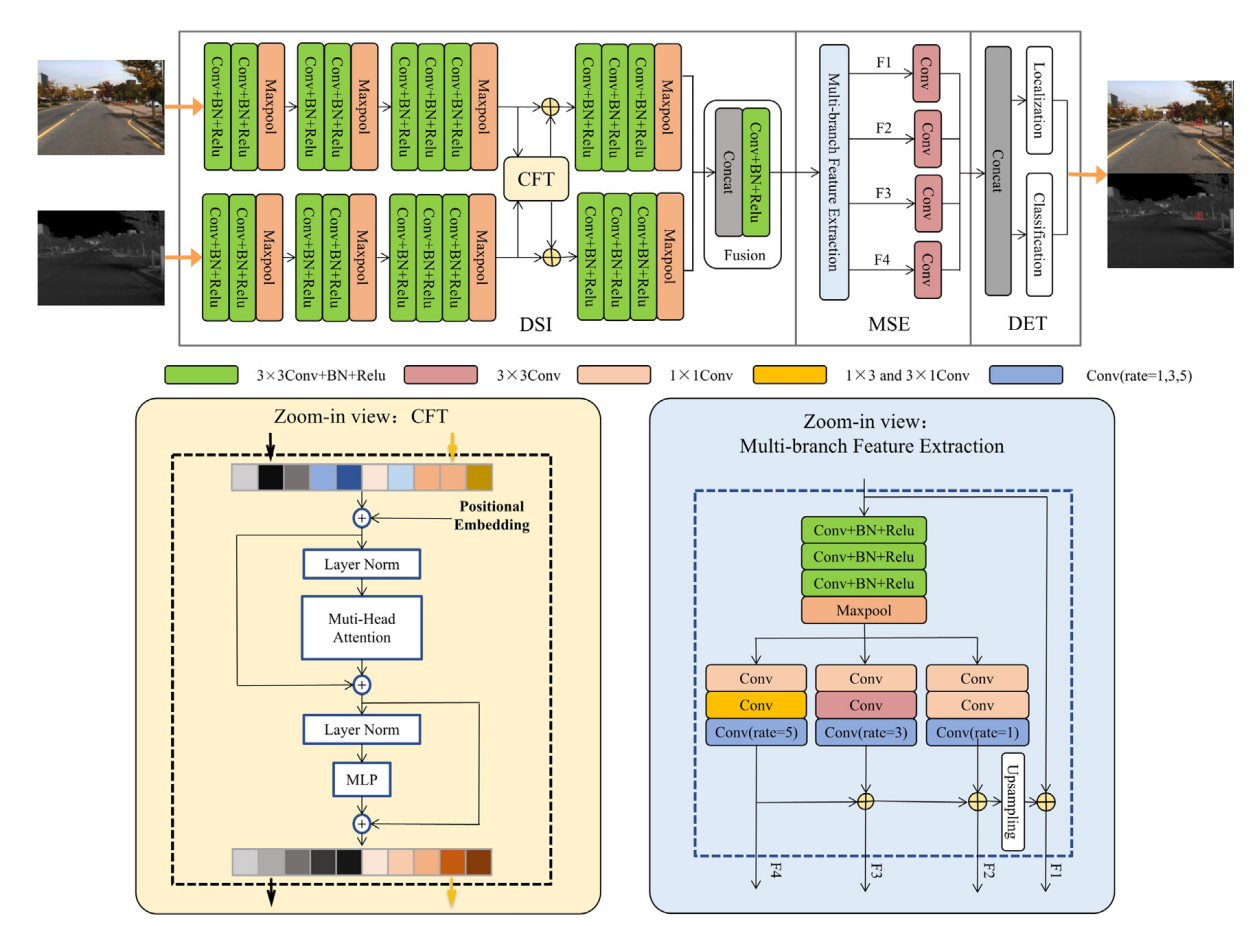 Conv+BN+Relu
Conv+BN+Relu
Maxpool
Conv+BN+Relu
Conv+BN+Relu
Maxpool
Conv+BN+Relu
Conv+BN+Relu
Conv+BN+Relu
Maxpool
Conv+BN+Relu
Conv+BN+Relu
Conv+BN+Relu
Maxpool
CFT
Conv+BN+Relu
Conv+BN+Relu
Maxpool
Conv+BN+Relu
Conv+BN+Relu
Maxpool
Conv+BN+Relu
Conv+BN+Relu
Conv+BN+Relu
Maxpool
Conv+BN+Relu
Conv+BN+Relu
Conv+BN+Relu
Maxpool
Concat
Conv+BN+Relu
Fusion
DSI
Multi-branch Feature Extraction
F1
Conv
F2
Conv
F3
Conv
F4
Conv
MSE
Concat
Localization
Classification
DET
3×3Conv+BN+Relu
3×3Conv
1×1Conv
1×3 and 3×1Conv
Conv(rate=1,3,5)
Zoom-in view：CFT
Positional
Embedding
Layer Norm
Muti-Head
Attention
Layer Norm
MLP
Zoom-in view：
Multi-branch Feature Extraction
Conv+BN+Relu
Conv+BN+Relu
Conv+BN+Relu
Maxpool
Conv
Conv
Conv(rate=5)
Conv
Conv
Conv(rate=3)
Conv
Conv
Conv(rate=1)
Upsampling
F4
F3
F2
F1